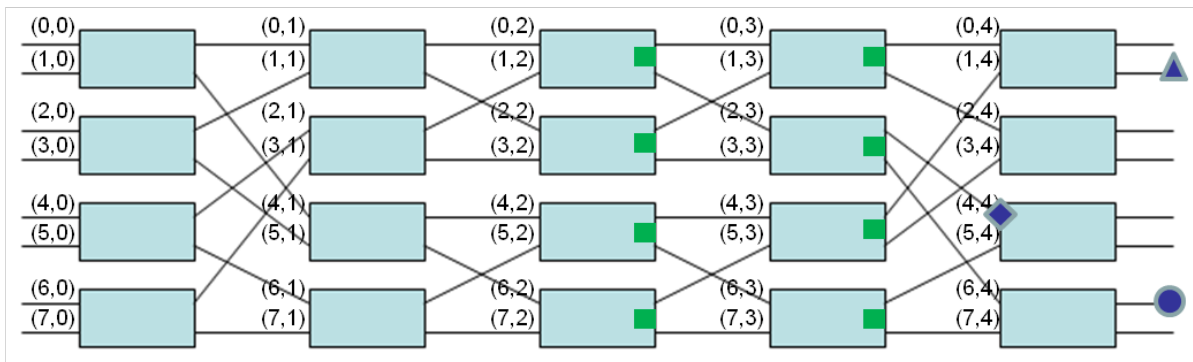 (0,0) (0,1) (0,2) (0,3) (0,4)
(1,0) (1,1) (1,2) (1,3) (1,4)
(2,0) (2,1) (2,2) (2,3) (2,4)
(3,0) (3,1) (3,2) (3,3) (3,4)
(4,0) (4,1) (4,2) (4,3) (4,4)
(5,0) (5,1) (5,2) (5,3) (5,4)
(6,0) (6,1) (6,2) (6,3) (6,4)
(7,0) (7,1) (7,2) (7,3) (7,4)